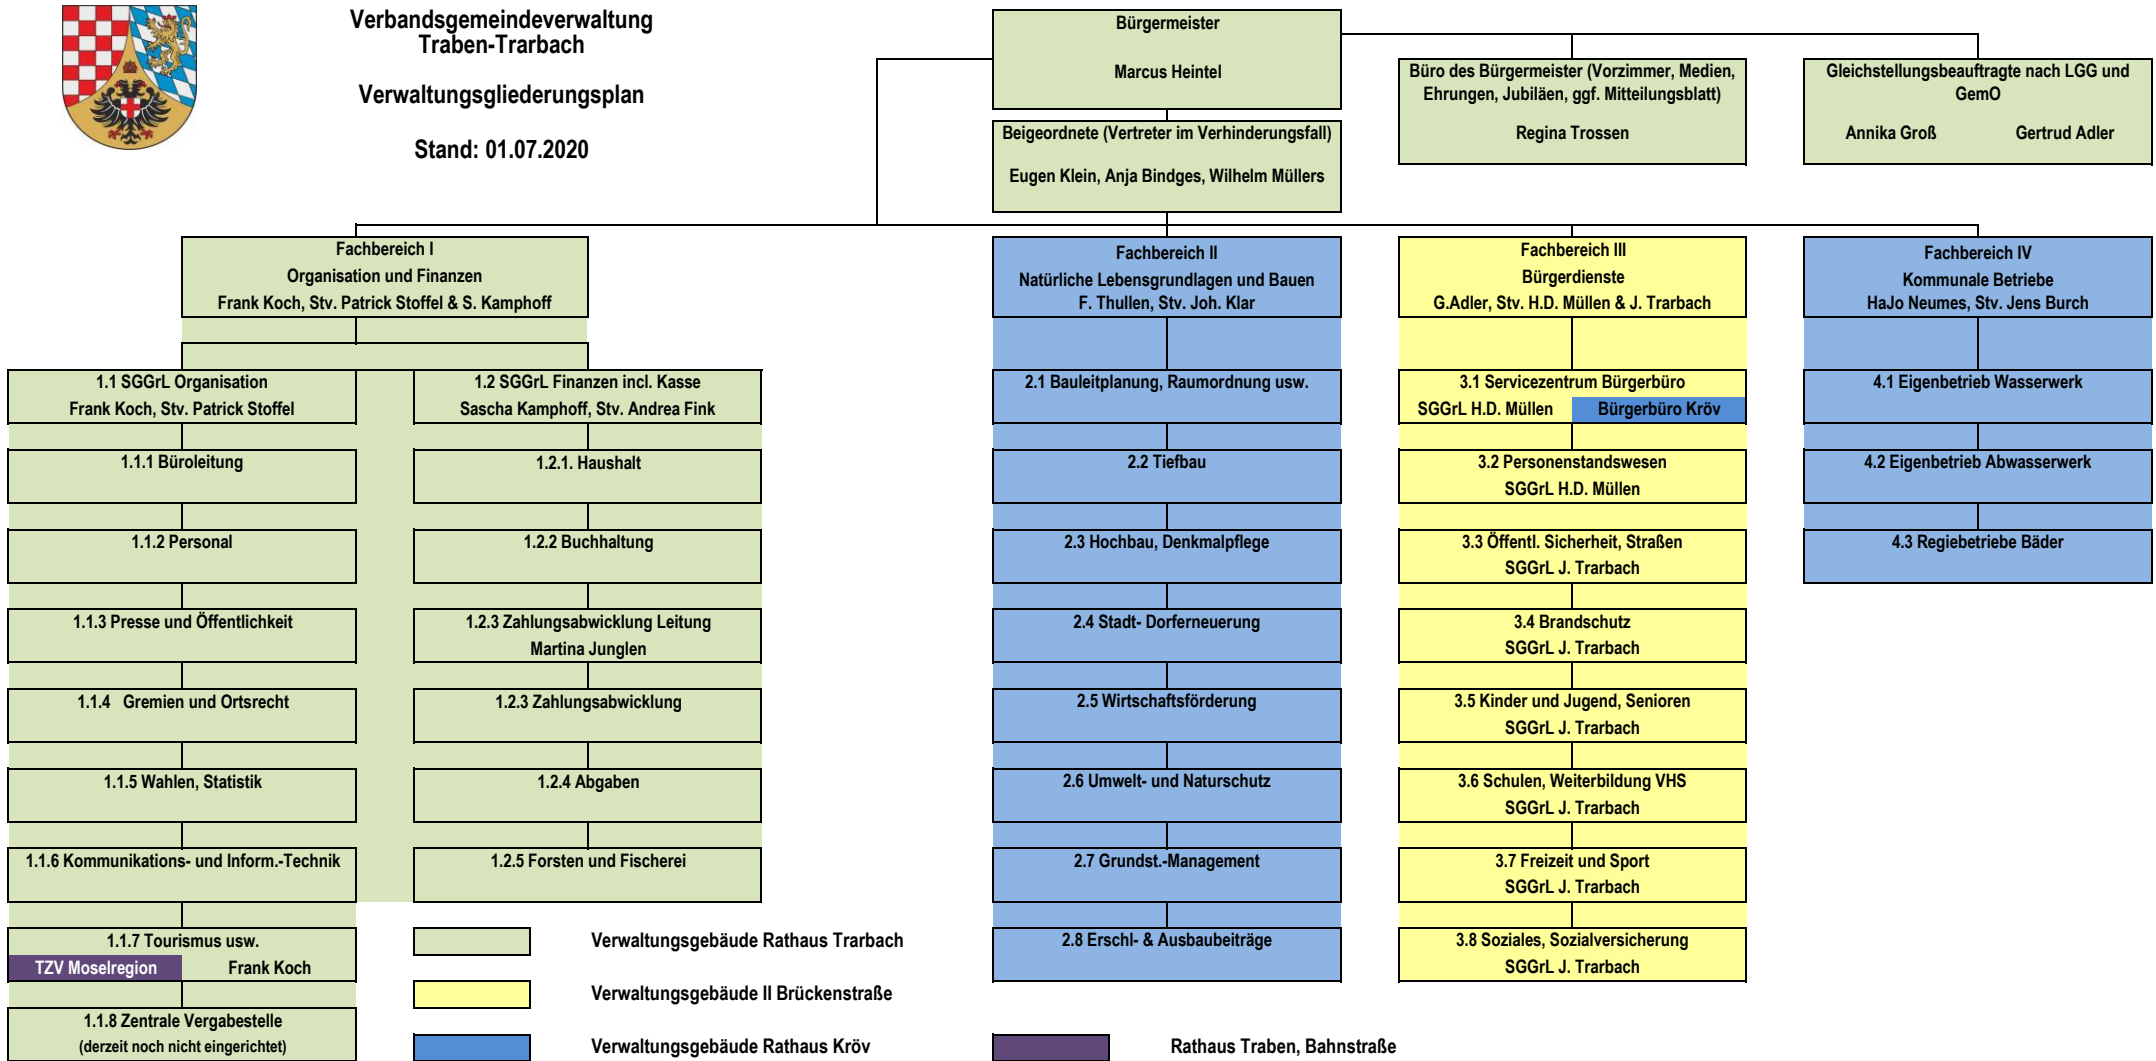 Verbandsgemeindeverwaltung
Traben-Trarbach
Verwaltungsgliederungsplan
Stand: 01.07.2020
Bürgermeister
Marcus Heintel
Büro des Bürgermeister (Vorzimmer, Medien,
Ehrungen, Jubiläen, ggf. Mitteilungsblatt)
Regina Trossen
Gleichstellungsbeauftragte nach LGG und
GemO
Annika Groß Gertrud Adler
Beigeordnete (Vertreter im Verhinderungsfall)
Eugen Klein, Anja Bindges, Wilhelm Müllers
Fachbereich I
Organisation und Finanzen
Frank Koch, Stv. Patrick Stoffel & S. Kamphoff
Fachbereich II
Natürliche Lebensgrundlagen und Bauen
F. Thullen, Stv. Joh. Klar
Fachbereich III
Bürgerdienste
G.Adler, Stv. H.D. Müllen & J. Trarbach
Fachbereich IV
Kommunale Betriebe
HaJo Neumes, Stv. Jens Burch
1.1 SGGrL Organisation
Frank Koch, Stv. Patrick Stoffel
1.1.1 Büroleitung
1.1.2 Personal
1.1.3 Presse und Öffentlichkeit
1.1.4 Gremien und Ortsrecht
1.1.5 Wahlen, Statistik
1.1.6 Kommunikations- und Inform.-Technik
1.1.7 Tourismus usw.
TZV Moselregion Frank Koch
1.1.8 Zentrale Vergabestelle
(derzeit noch nicht eingerichtet)
1.2 SGGrL Finanzen incl. Kasse
Sascha Kamphoff, Stv. Andrea Fink
1.2.1. Haushalt
1.2.2 Buchhaltung
1.2.3 Zahlungsabwicklung Leitung
Martina Junglen
1.2.3 Zahlungsabwicklung
1.2.4 Abgaben
1.2.5 Forsten und Fischerei
2.1 Bauleitplanung, Raumordnung usw.
2.2 Tiefbau
2.3 Hochbau, Denkmalpflege
2.4 Stadt- Dorferneuerung
2.5 Wirtschaftsförderung
2.6 Umwelt- und Naturschutz
2.7 Grundst.-Management
2.8 Erschl- & Ausbaubeiträge
3.1 Servicezentrum Bürgerbüro
SGGrL H.D. Müllen Bürgerbüro Kröv
3.2 Personenstandswesen
SGGrL H.D. Müllen
3.3 Öffentl. Sicherheit, Straßen
SGGrL J. Trarbach
3.4 Brandschutz
SGGrL J. Trarbach
3.5 Kinder und Jugend, Senioren
SGGrL J. Trarbach
3.6 Schulen, Weiterbildung VHS
SGGrL J. Trarbach
3.7 Freizeit und Sport
SGGrL J. Trarbach
3.8 Soziales, Sozialversicherung
SGGrL J. Trarbach
4.1 Eigenbetrieb Wasserwerk
4.2 Eigenbetrieb Abwasserwerk
4.3 Regiebetriebe Bäder
Verwaltungsgebäude Rathaus Trarbach
Verwaltungsgebäude II Brückenstraße
Verwaltungsgebäude Rathaus Kröv
Rathaus Traben, Bahnstraße